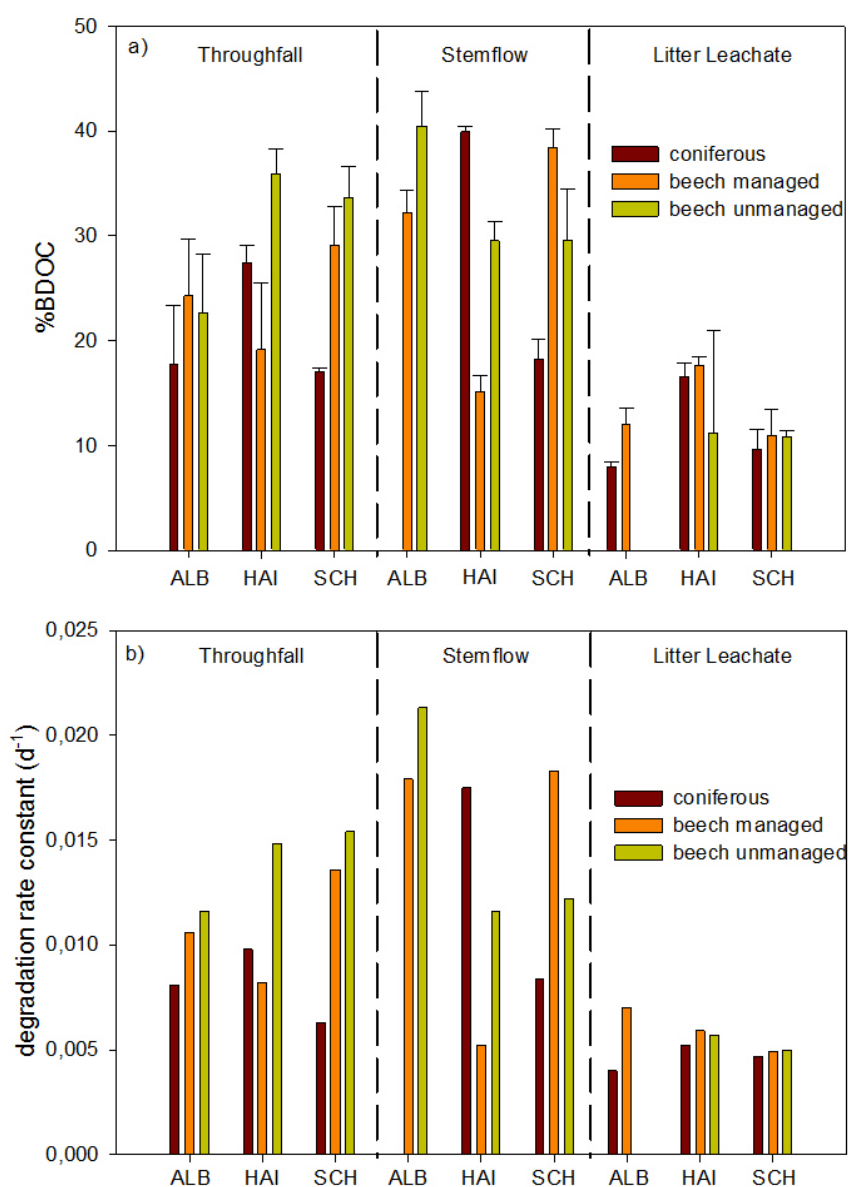 50
a)
Throughfall
Stemflow
Litter Leachate
40
coniferous
beech managed
beech unmanaged
30
%BDOC
20
10
0
ALB
HAI
SCH
ALB
HAI
SCH
ALB
HAI
SCH
0,025
b)
Throughfall
Stemflow
Litter Leachate
0,020
coniferous
beech managed
beech unmanaged
0,015
degradation rate constant (d⁻¹)
0,010
0,005
0,000
ALB
HAI
SCH
ALB
HAI
SCH
ALB
HAI
SCH